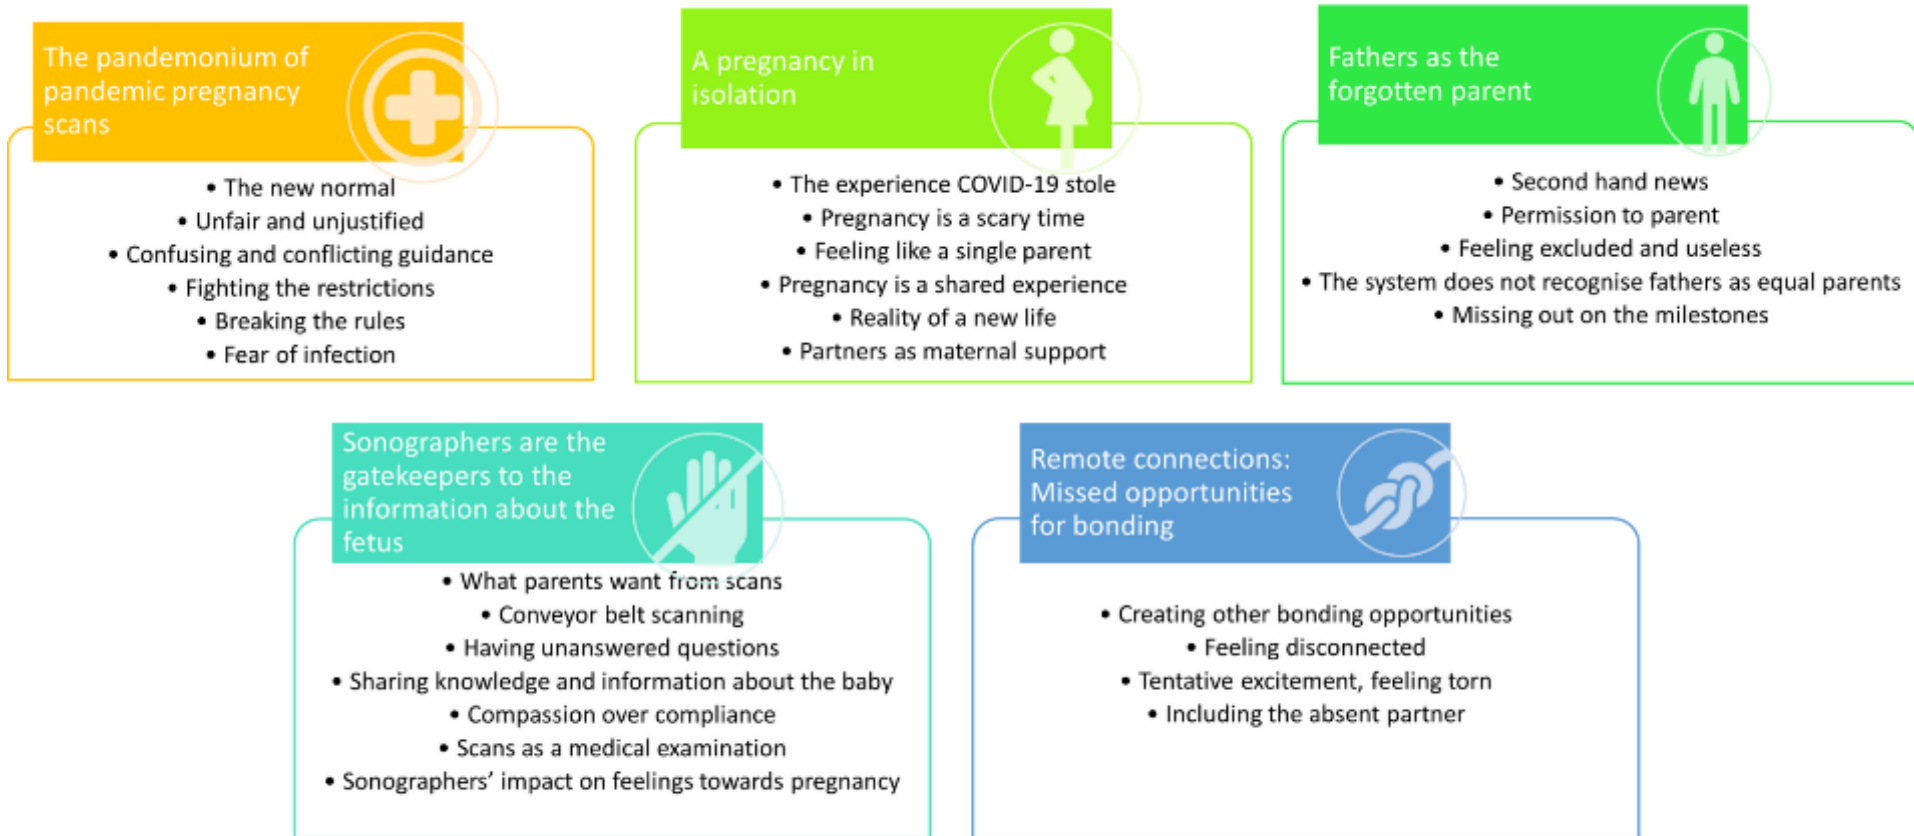 The pandemonium of
pandemic pregnancy
scans
• The new normal
• Unfair and unjustified
• Confusing and conflicting guidance
• Fighting the restrictions
• Breaking the rules
• Fear of infection
A pregnancy in
isolation
• The experience COVID-19 stole
• Pregnancy is a scary time
• Feeling like a single parent
• Pregnancy is a shared experience
• Reality of a new life
• Partners as maternal support
Fathers as the
forgotten parent
• Second hand news
• Permission to parent
• Feeling excluded and useless
• The system does not recognise fathers as equal parents
• Missing out on the milestones
Sonographers are the
gatekeepers to the
information about the
fetus
• What parents want from scans
• Conveyor belt scanning
• Having unanswered questions
• Sharing knowledge and information about the baby
• Compassion over compliance
• Scans as a medical examination
• Sonographers’ impact on feelings towards pregnancy
Remote connections:
Missed opportunities
for bonding
• Creating other bonding opportunities
• Feeling disconnected
• Tentative excitement, feeling torn
• Including the absent partner